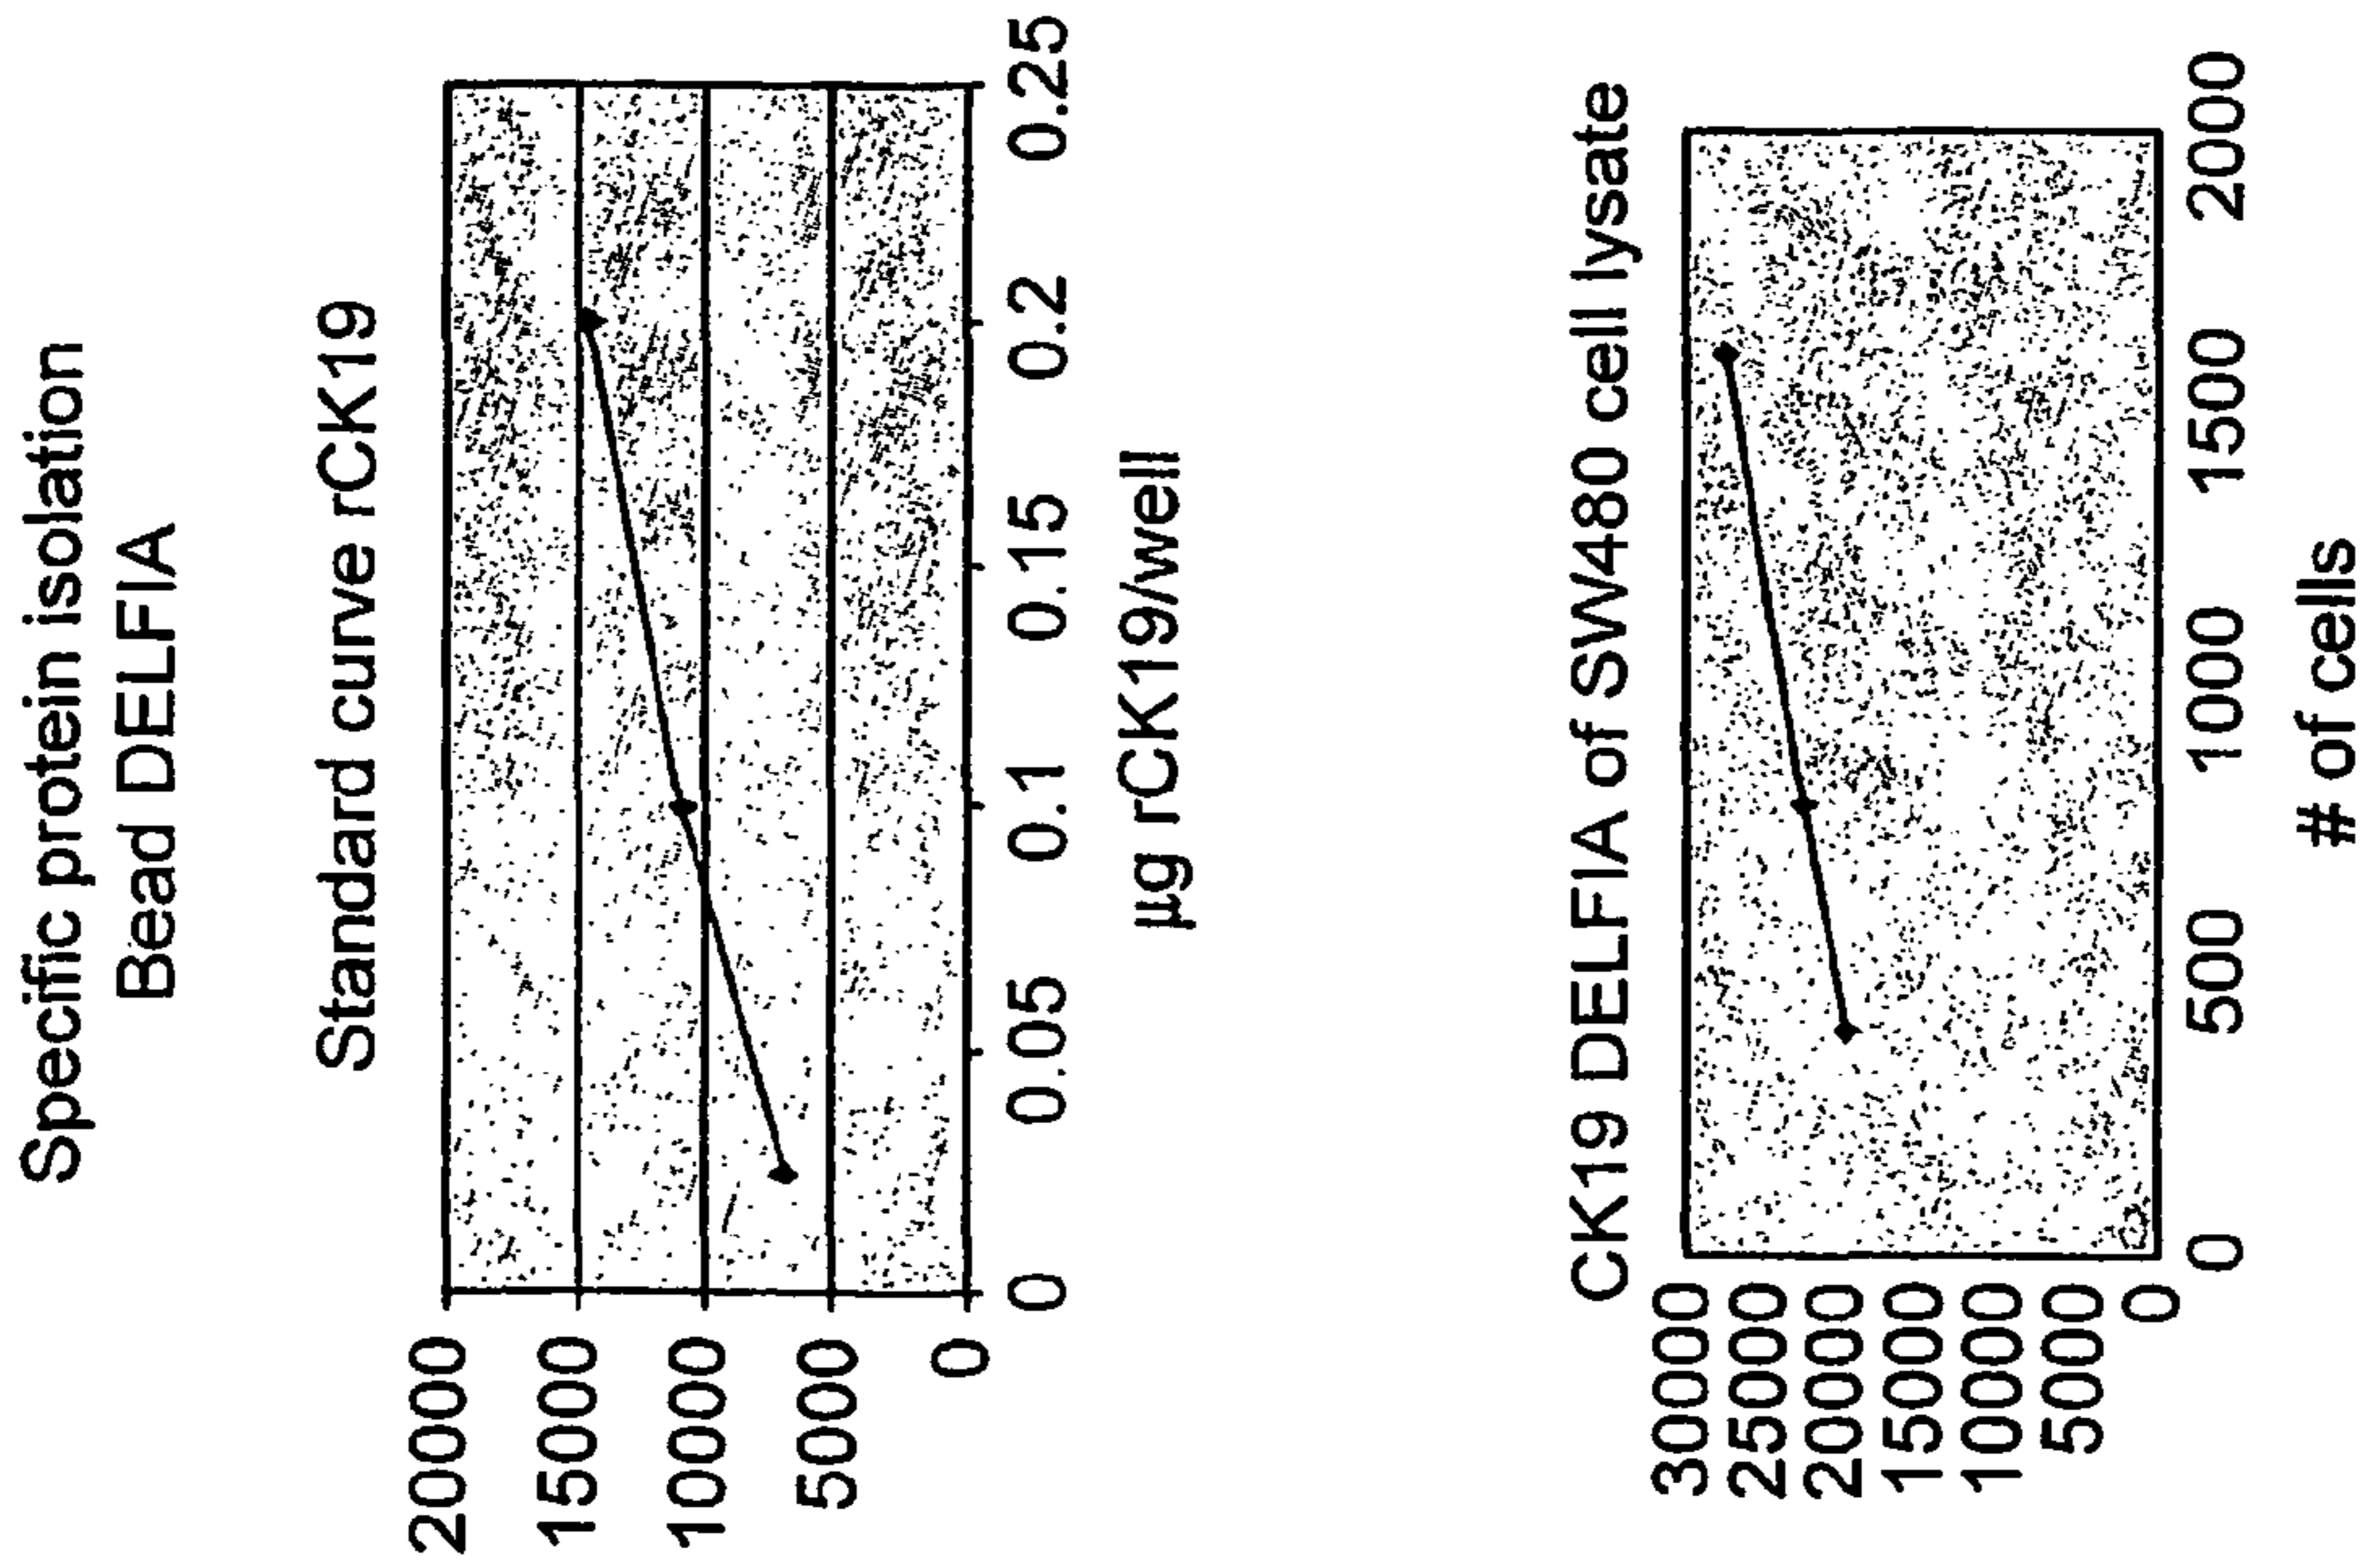 Specific protein isolation
Bead DELFIA
Standard curve rCK19
20000
15000
10000
5000
0
0 0.05 0.1 0.15 0.2 0.25
µg rCK19/well
CK19 DELFIA of SW480 cell lysate
30000
25000
20000
15000
10000
5000
0
0 500 1000 1500 2000
# of cells